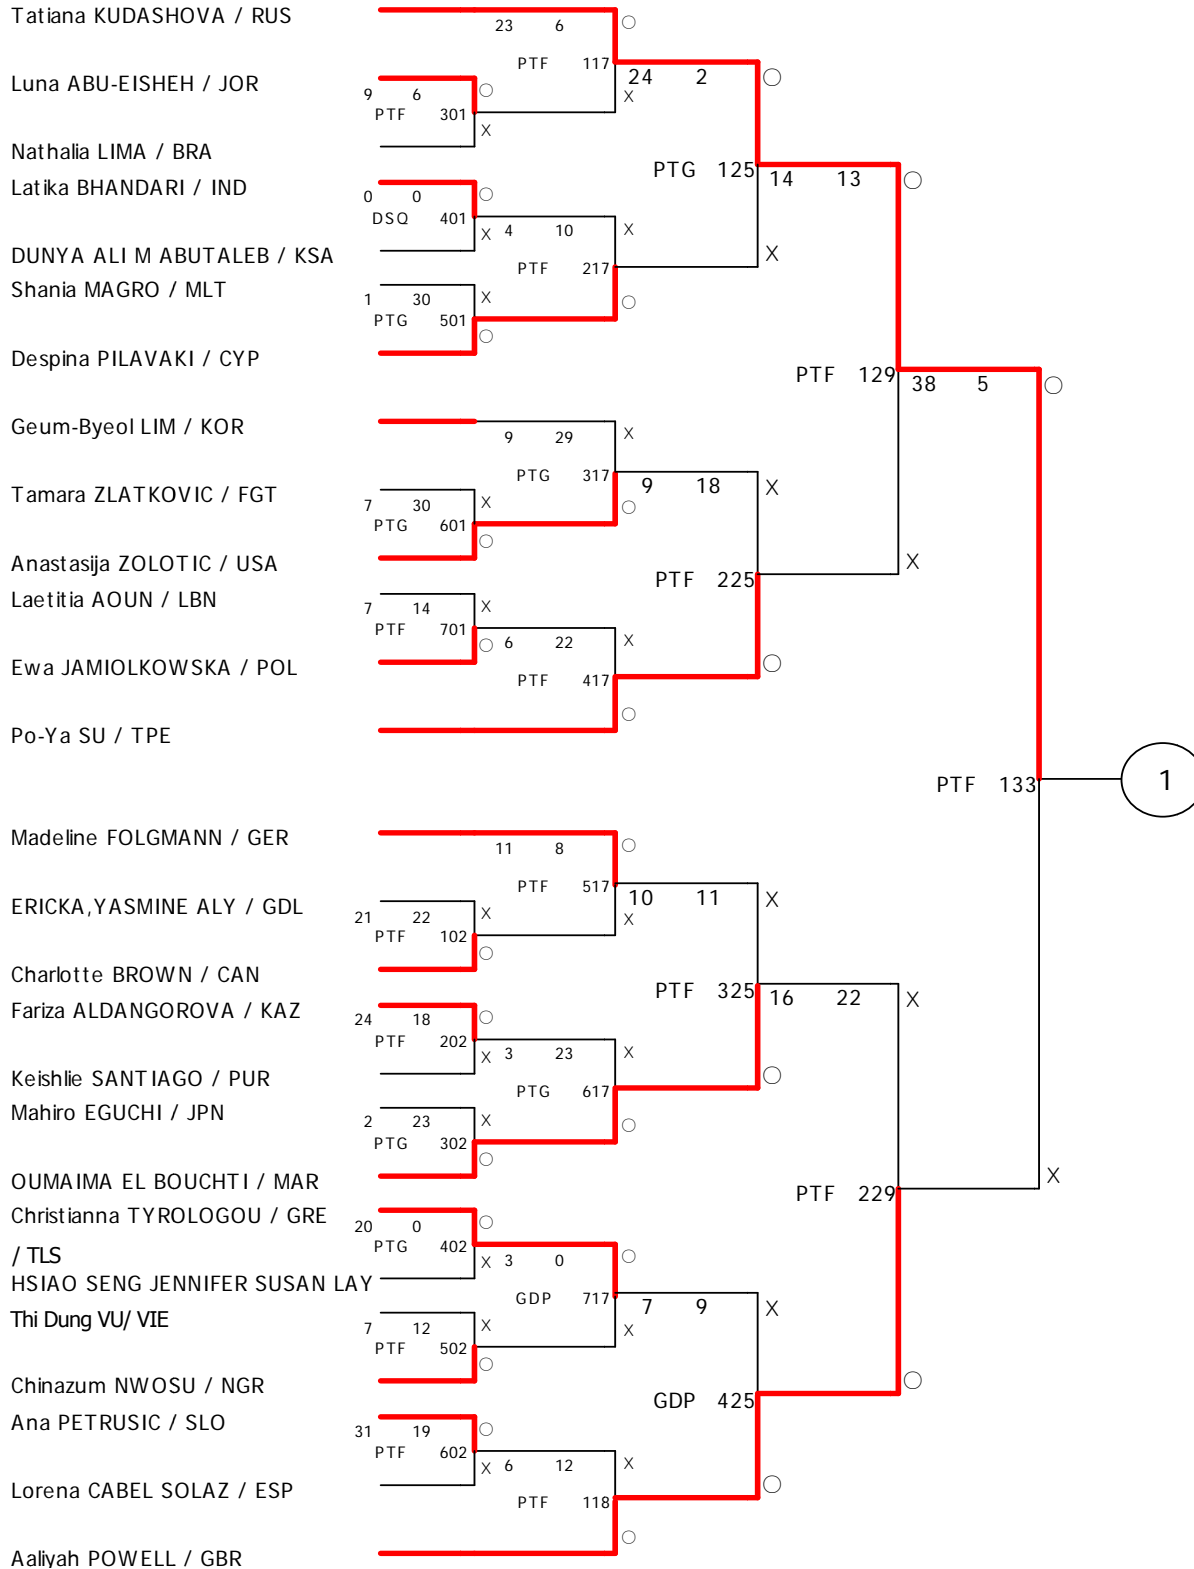 Tatiana KUDASHOVA / RUS
23 6
PTF 117
24 2
Luna ABU-EISHEH / JOR
9 6
PTF 301
X
X
Nathalia LIMA / BRA
PTG 125
14 13
Latika BHANDARI / IND
0 0
DSQ 401
X
4 10
X
X
DUNYA ALI M ABUTALEB / KSA
PTF 217
Shania MAGRO / MLT
1 30
X
PTG 501
Despina PILAVAKI / CYP
PTF 129
38 5
Geum-Byeol LIM / KOR
9 29
X
PTG 317
9 18
X
Tamara ZLATKOVIC / FGT
7 30
X
PTG 601
Anastasija ZOLOTIC / USA
X
PTF 225
Laetitia AOUN / LBN
7 14
X
PTF 701
6 22
X
Ewa JAMIOLKOWSKA / POL
PTF 417
Po-Ya SU / TPE
PTF 133
1
Madeline FOLGMANN / GER
11 8
PTF 517
10 11
X
ERICKA,YASMINE ALY / GDL
21 22
X
X
PTF 102
Charlotte BROWN / CAN
PTF 325
16 22
X
Fariza ALDANGOROVA / KAZ
24 18
PTF 202
X
3 23
X
Keishlie SANTIAGO / PUR
PTG 617
Mahiro EGUCHI / JPN
2 23
X
PTG 302
OUMAIMA EL BOUCHTI / MAR
X
PTF 229
Christianna TYROLOGOU / GRE
20 0
PTG 402
/ TLS
X
3 0
HSIAO SENG JENNIFER SUSAN LAY
GDP 717
7 9
X
Thi Dung VU/ VIE
7 12
X
X
PTF 502
Chinazum NWOSU / NGR
GDP 425
Ana PETRUSIC / SLO
31 19
PTF 602
X
6 12
X
Lorena CABEL SOLAZ / ESP
PTF 118
Aaliyah POWELL / GBR